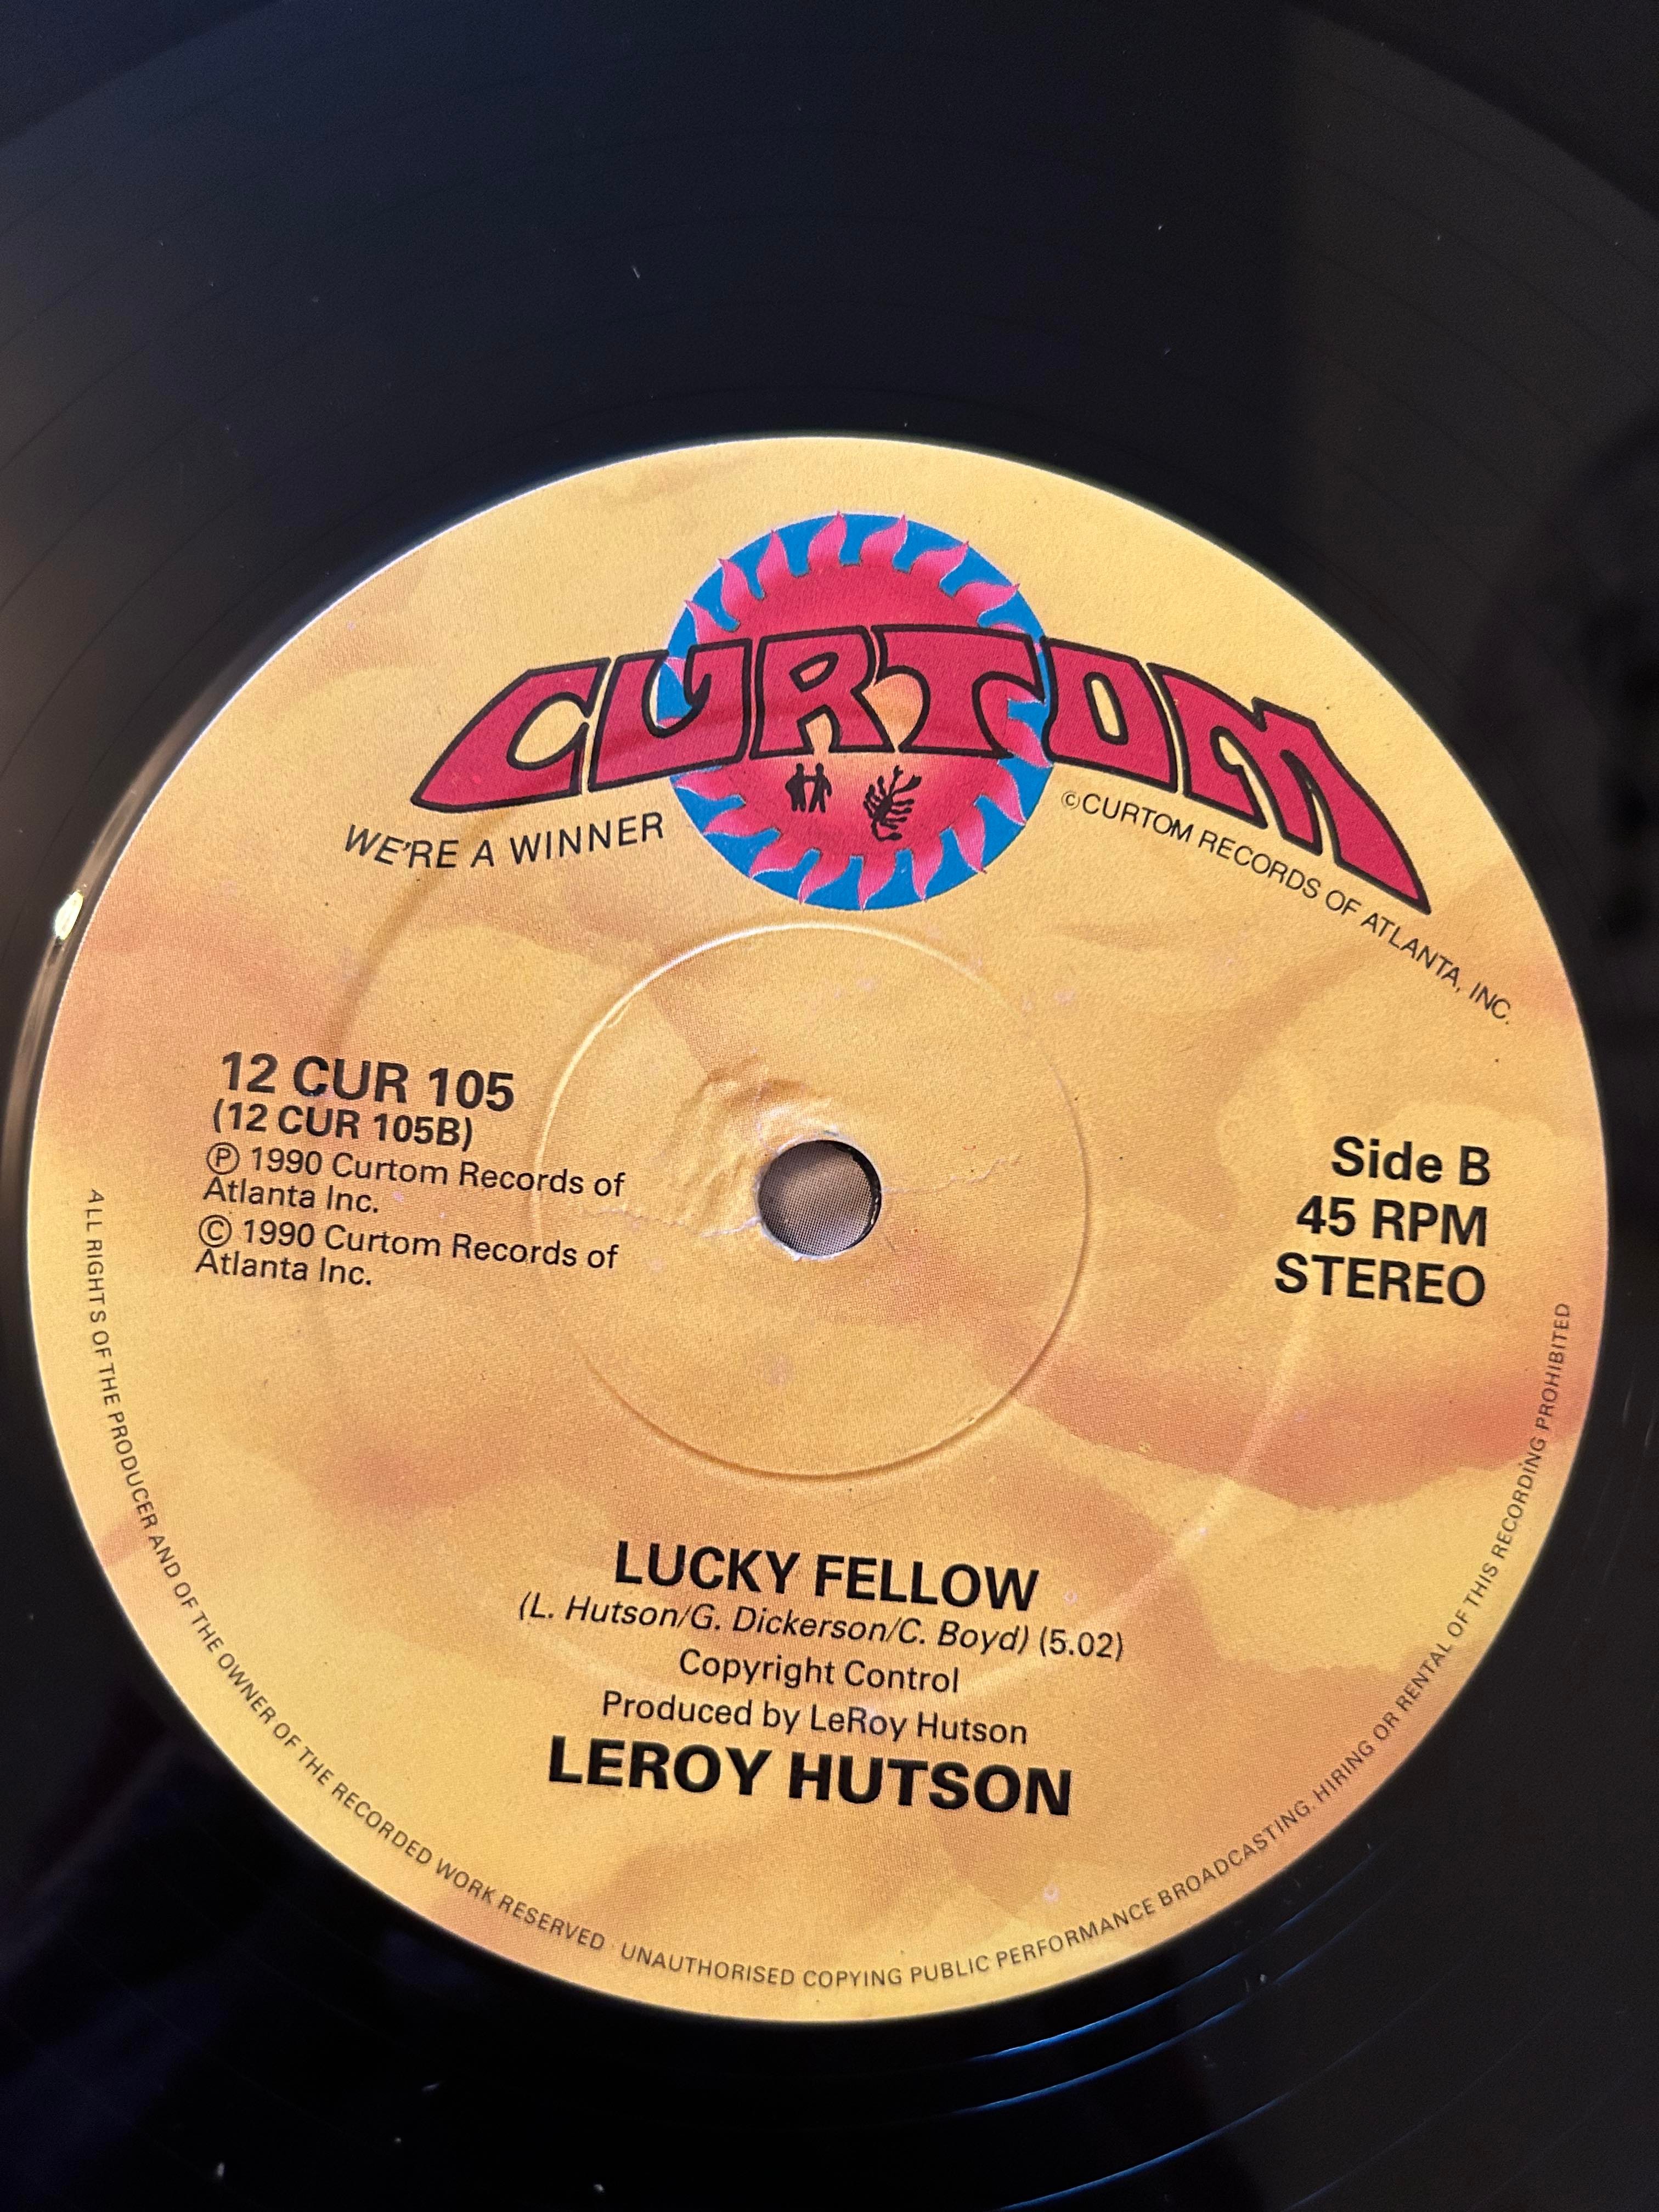 CURTOM
WE'RE A WINNER
©CURTOM RECORDS OF ATLANTA, INC.
12 CUR 105
(12 CUR 105B)
Ⓟ 1990 Curtom Records of
Atlanta Inc.
© 1990 Curtom Records of
Atlanta Inc.
Side B
45 RPM
STEREO
LUCKY FELLOW
(L. Hutson/G. Dickerson/C. Boyd) (5.02)
Copyright Control
Produced by LeRoy Hutson
LEROY HUTSON
ALL RIGHTS OF THE PRODUCER AND OF THE OWNER OF THE RECORDED WORK RESERVED · UNAUTHORISED COPYING PUBLIC PERFORMANCE BROADCASTING. HIRING OR RENTAL OF THIS RECORDING PROHIBITED